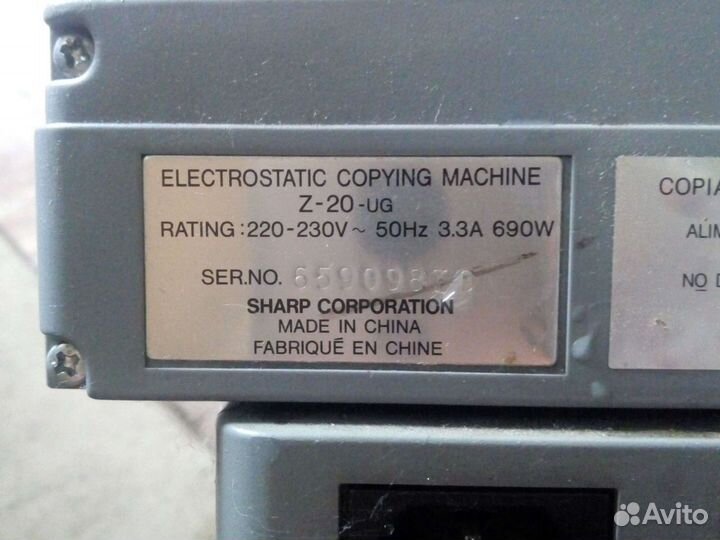 ELECTROSTATIC COPYING MACHINE
Z-20-UG
RATING:220-230V~ 50Hz 3.3A 690W
SER.NO.
SHARP CORPORATION
MADE IN CHINA
FABRIQUÉ EN CHINE
COPIA
ALIM
NO D
Avito